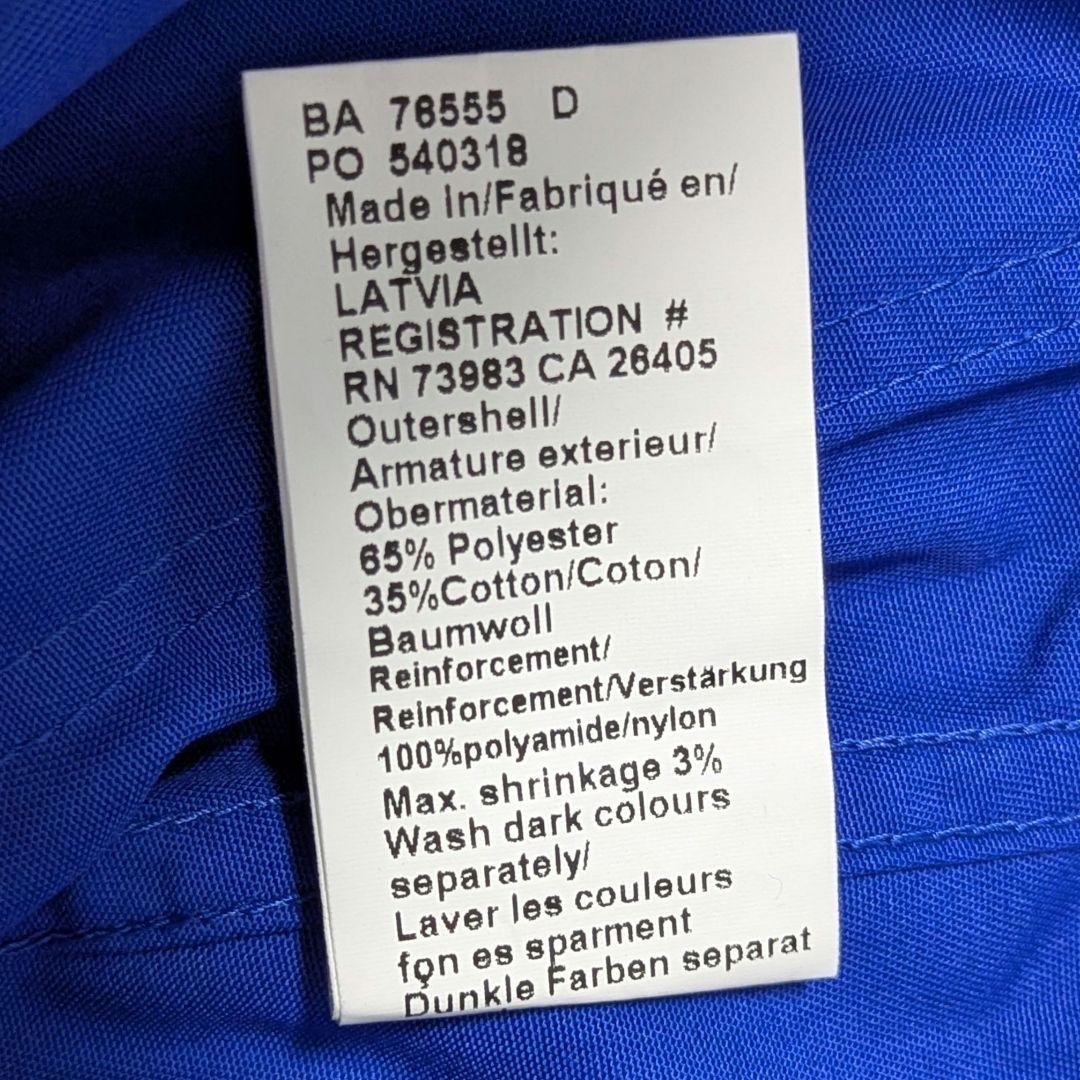 BA 76555 D
PO 540318
Made in/Fabriqué en/
Hergestellt:
LATVIA
REGISTRATION #
RN 73983 CA 26405
Outershell/
Armature exterieur/
Obermaterial:
65% Polyester
35%Cotton/Coton/
Baumwoll
Reinforcement/
Reinforcement/Verstärkung
100%polyamide/nylon
Max. shrinkage 3%
Wash dark colours
separately/
Laver les couleurs
fǫn es sparment
Dunkle Farben separat